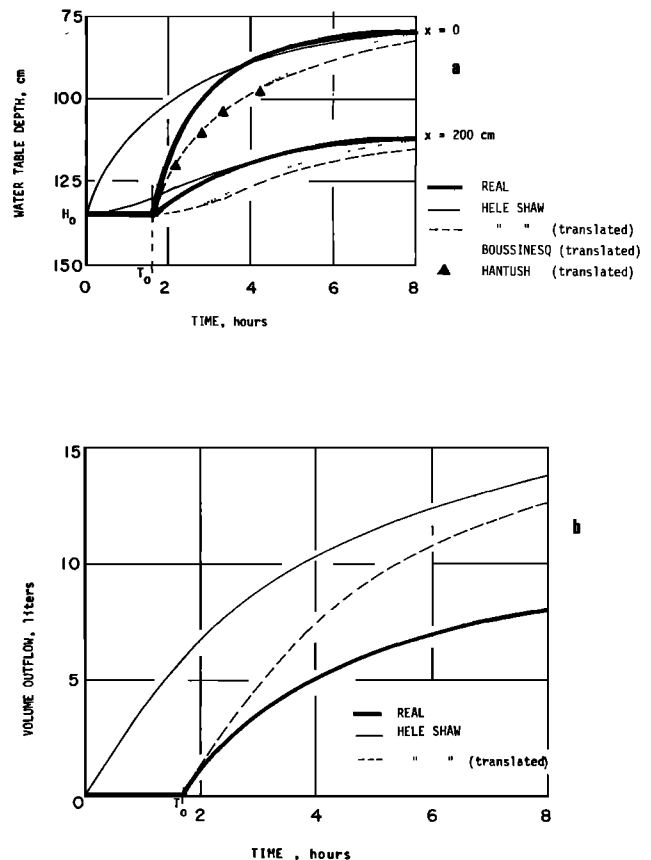 75
x = 0
a
100
x = 200 cm
125
H₀
150
T₀
0 2 4 6 8
WATER TABLE DEPTH, cm
TIME, hours
REAL
HELE SHAW
" " (translated)
BOUSSINESQ (translated)
HANTUSH (translated)
15
b
10
5
0
T₀ 2 4 6 8
VOLUME OUTFLOW, liters
REAL
HELE SHAW
" " (translated)
TIME , hours